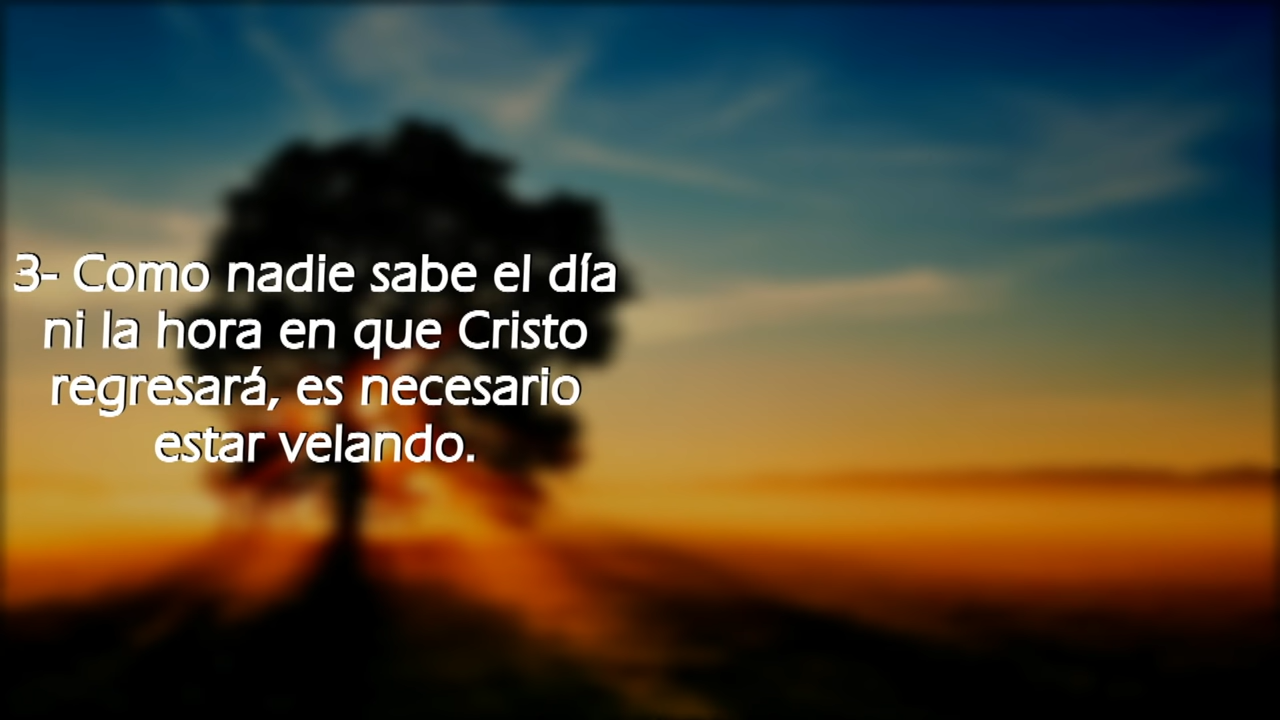 3- Como nadie sabe el día
ni la hora en que Cristo
regresará, es necesario
estar velando.